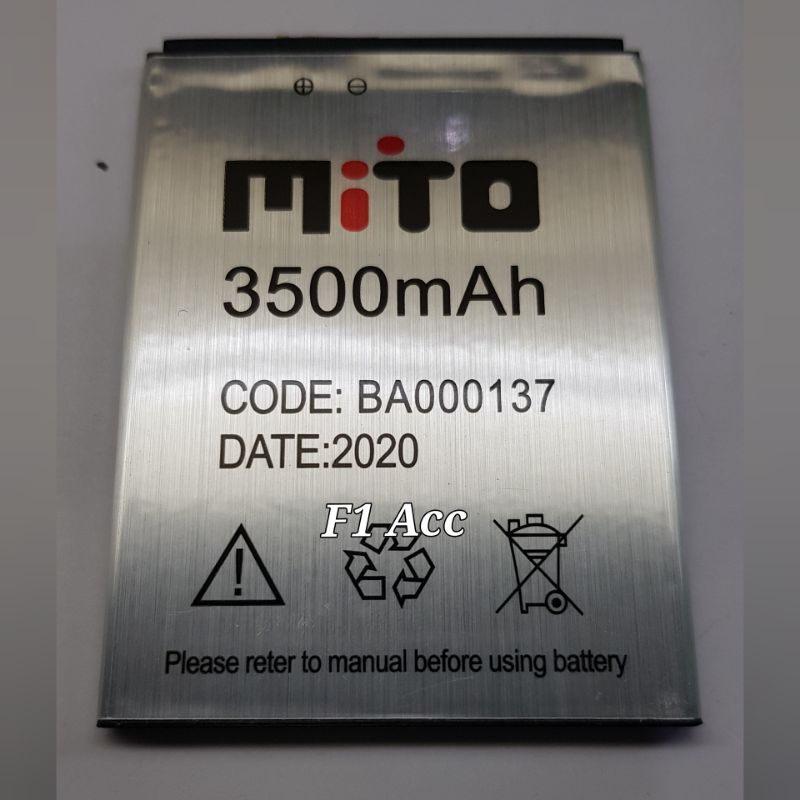 MiTO
3500mAh
CODE: BA000137
DATE:2020
F1 Acc
Please reter to manual before using battery